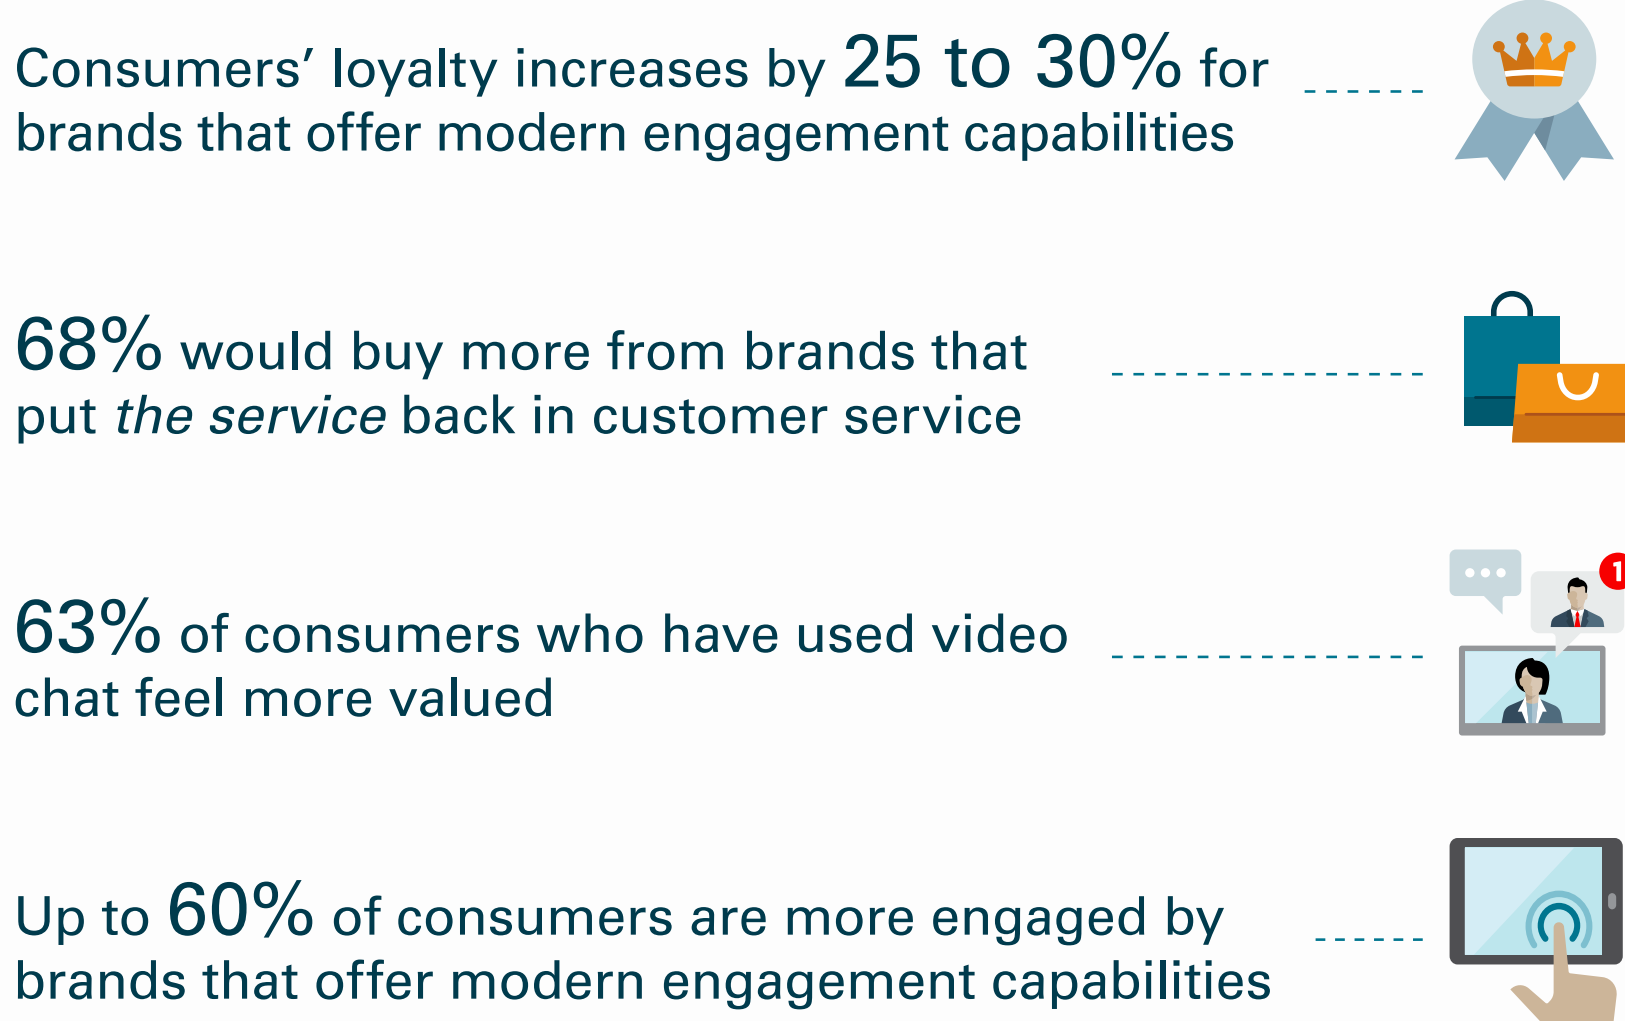 Consumers’ loyalty increases by 25 to 30% for
brands that offer modern engagement capabilities
68% would buy more from brands that
put the service back in customer service
1
63% of consumers who have used video
chat feel more valued
Up to 60% of consumers are more engaged by
brands that offer modern engagement capabilities